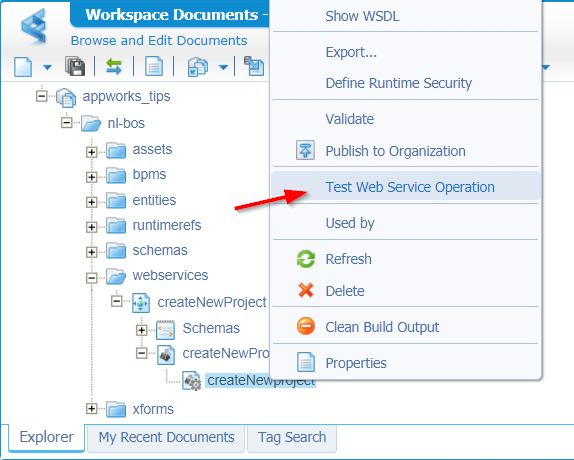 Workspace Documents -
Browse and Edit Documents
appworks_tips
nl-bos
assets
bpms
entities
runtimerefs
schemas
webservices
createNewProject
Schemas
createNewPro
createNewproject
xforms
Show WSDL
Export...
Define Runtime Security
Validate
Publish to Organization
Test Web Service Operation
Used by
Refresh
Delete
Clean Build Output
Properties
Explorer
My Recent Documents
Tag Search